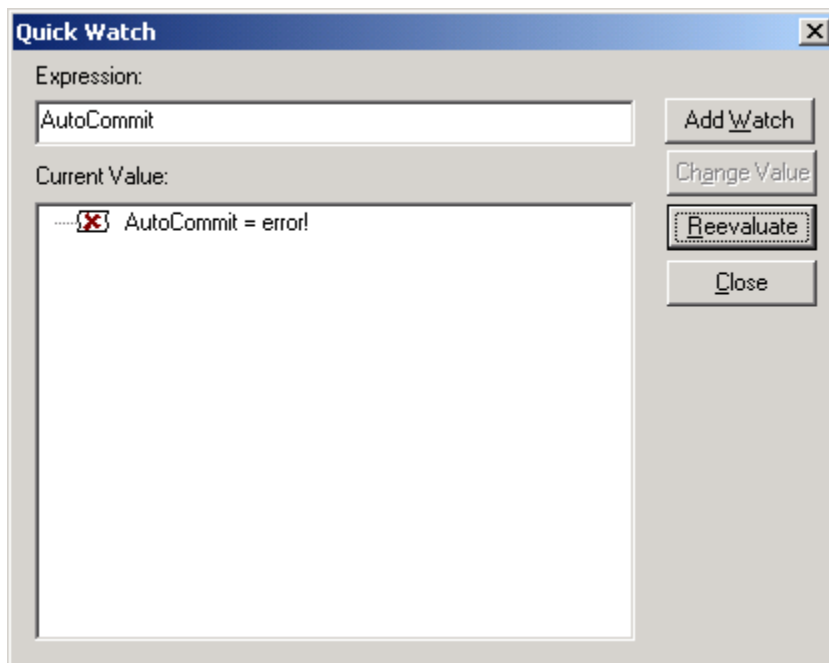 Quick Watch
Expression:
AutoCommit
Add Watch
Current Value:
Change Value
AutoCommit = error!
Reevaluate
Close